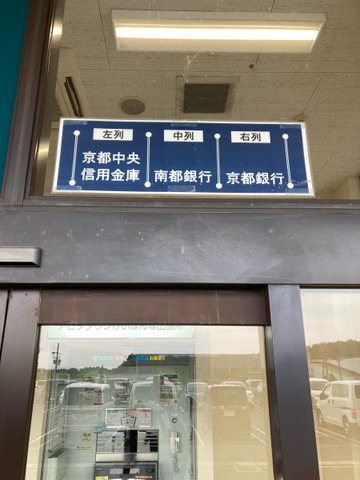 左列
中列
右列
京都中央
信用金庫
南都銀行
京都銀行